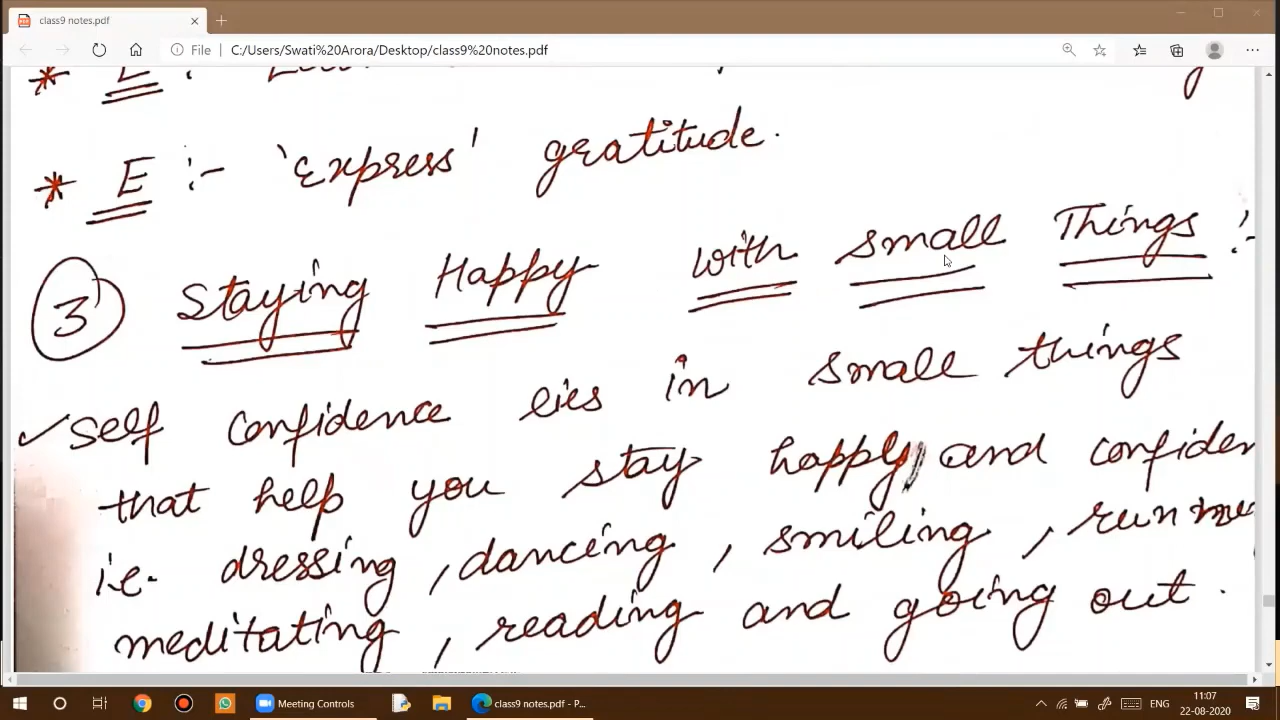 class9 notes.pdf
File C:/Users/Swati%20Arora/Desktop/class9%20notes.pdf
* E :-
* E :- 'Express' gratitude.
3 Staying Happy with small Things :-
✓ Self confidence lies in small things
that help you stay happy, and confiden
i.e. dressing, dancing, smiling,
meditating, reading and going out.
Meeting Controls
class9 notes.pdf - P...
ENG
11:07
22-08-2020